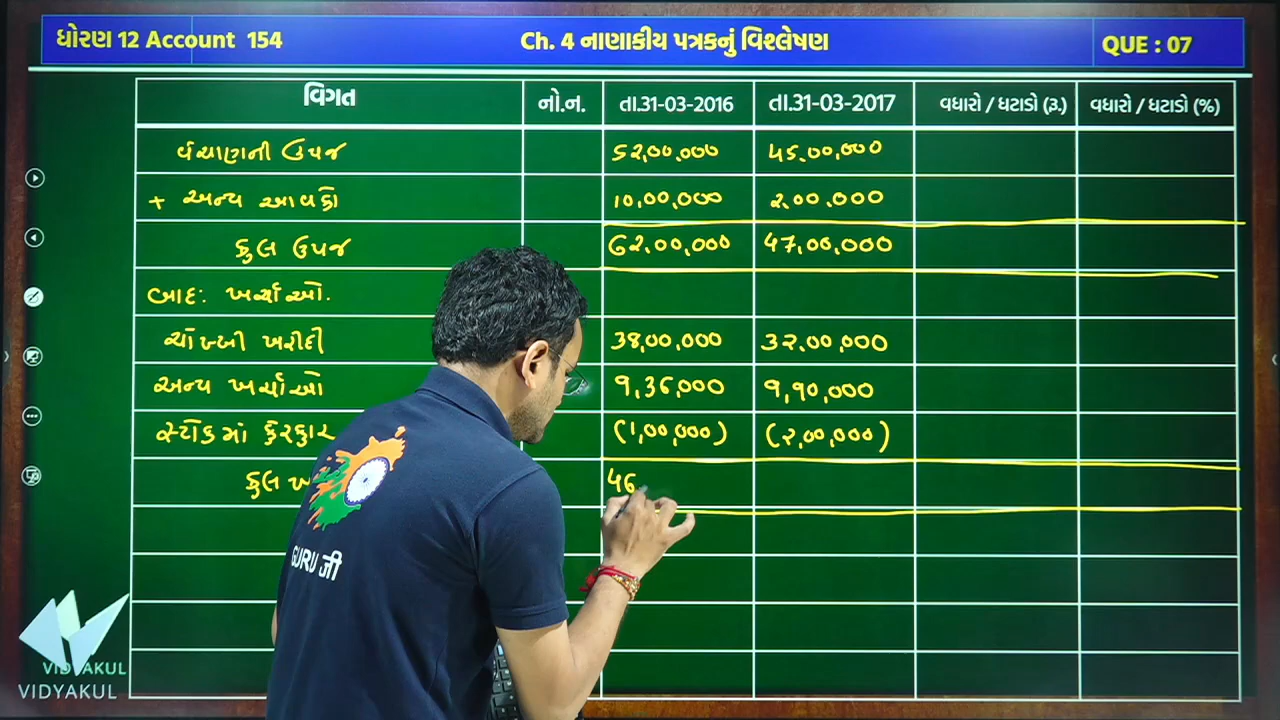 ધોરણ 12 Account 154 Ch. 4 નાણાકીય પત્રકનું વિશ્લેષણ QUE : 07
વિગત નો.ન. તા.31-03-2016 તા.31-03-2017 વધારો / ઘટાડો (રૂ.) વધારો / ઘટાડો (%)
વેચાણની ઉપજ 52,00,000 45,00,000
+ અન્ય આવકો 10,00,000 2,00,000
કુલ ઉપજ 62,00,000 47,00,000
બાદ: ખર્ચાઓ.
ચોખ્ખી ખરીદી 38,00,000 32,00,000
અન્ય ખર્ચાઓ 9,36,000 9,90,000
સ્ટોકમાં ફેરફાર (1,00,000) (2,00,000)
કુલ 46
GURU જી
VIDYAKUL
VIDYAKUL